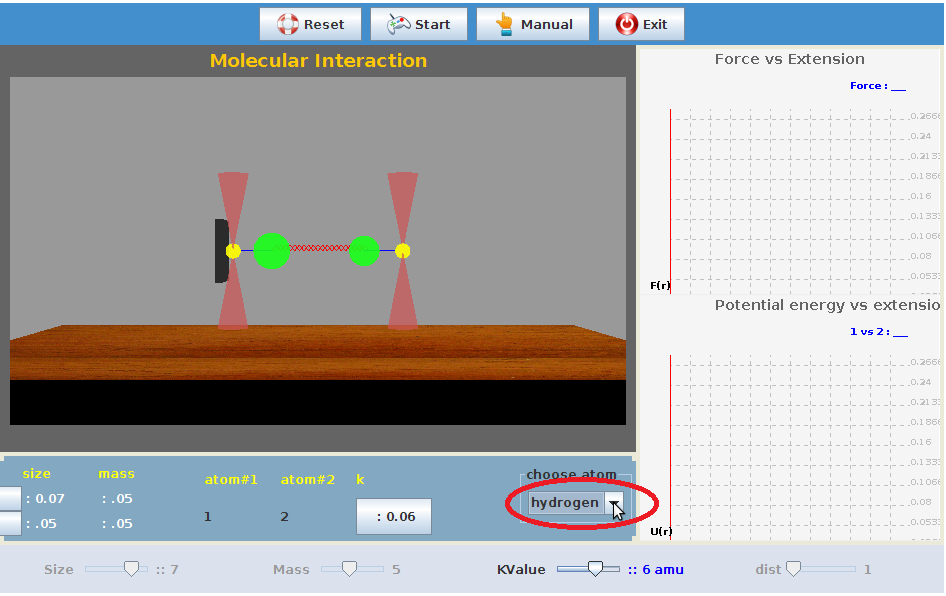 Reset Start Manual Exit
Molecular Interaction
Force vs Extension
Force : ___
0.2666
0.24
0.2133
0.1866
0.16
0.1333
0.1066
0.08
0.0533
F(r)
Potential energy vs extensio
1 vs 2 : ___
0.2666
0.24
0.2133
0.1866
0.16
0.1333
0.1066
0.08
0.0533
U(r)
size mass
: 0.07 : .05
: .05 : .05
atom#1 atom#2 k
1 2 : 0.06
choose atom
hydrogen
Size :: 7 Mass 5 KValue :: 6 amu dist 1